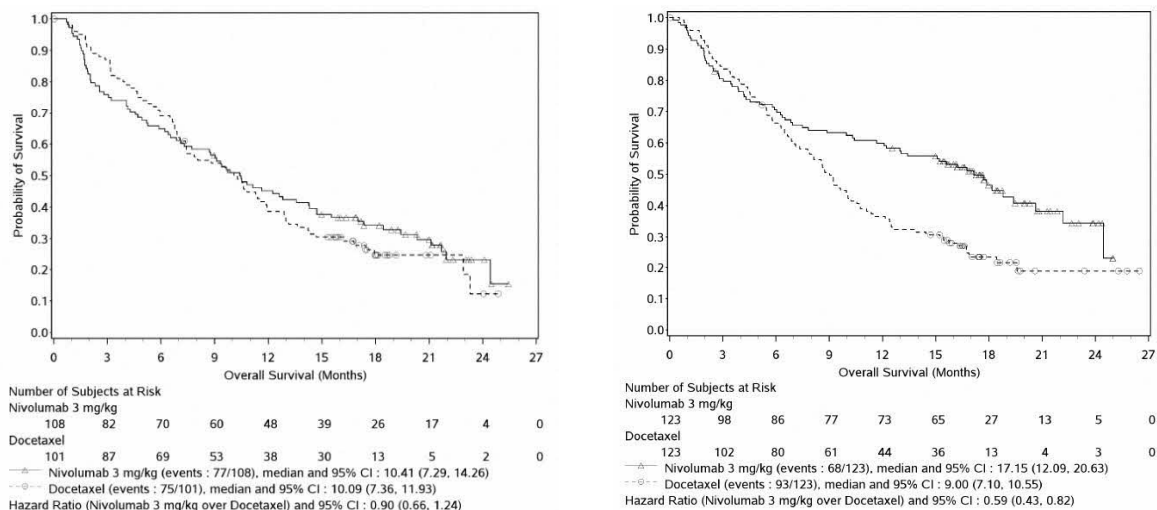 1.0
0.9
0.8
0.7
0.6
0.5
0.4
0.3
0.2
0.1
0.0
Probability of Survival
0 3 6 9 12 15 18 21 24 27
Overall Survival (Months)
Number of Subjects at Risk
Nivolumab 3 mg/kg
108 82 70 60 48 39 26 17 4 0
Docetaxel
101 87 69 53 38 30 13 5 2 0
Nivolumab 3 mg/kg (events : 77/108), median and 95% CI : 10.41 (7.29, 14.26)
Docetaxel (events : 75/101), median and 95% CI : 10.09 (7.36, 11.93)
Hazard Ratio (Nivolumab 3 mg/kg over Docetaxel) and 95% CI : 0.90 (0.66, 1.24)
1.0
0.9
0.8
0.7
0.6
0.5
0.4
0.3
0.2
0.1
0.0
Probability of Survival
0 3 6 9 12 15 18 21 24 27
Overall Survival (Months)
Number of Subjects at Risk
Nivolumab 3 mg/kg
123 98 86 77 73 65 27 13 5 0
Docetaxel
123 102 80 61 44 36 13 4 3 0
Nivolumab 3 mg/kg (events : 68/123), median and 95% CI : 17.15 (12.09, 20.63)
Docetaxel (events : 93/123), median and 95% CI : 9.00 (7.10, 10.55)
Hazard Ratio (Nivolumab 3 mg/kg over Docetaxel) and 95% CI : 0.59 (0.43, 0.82)